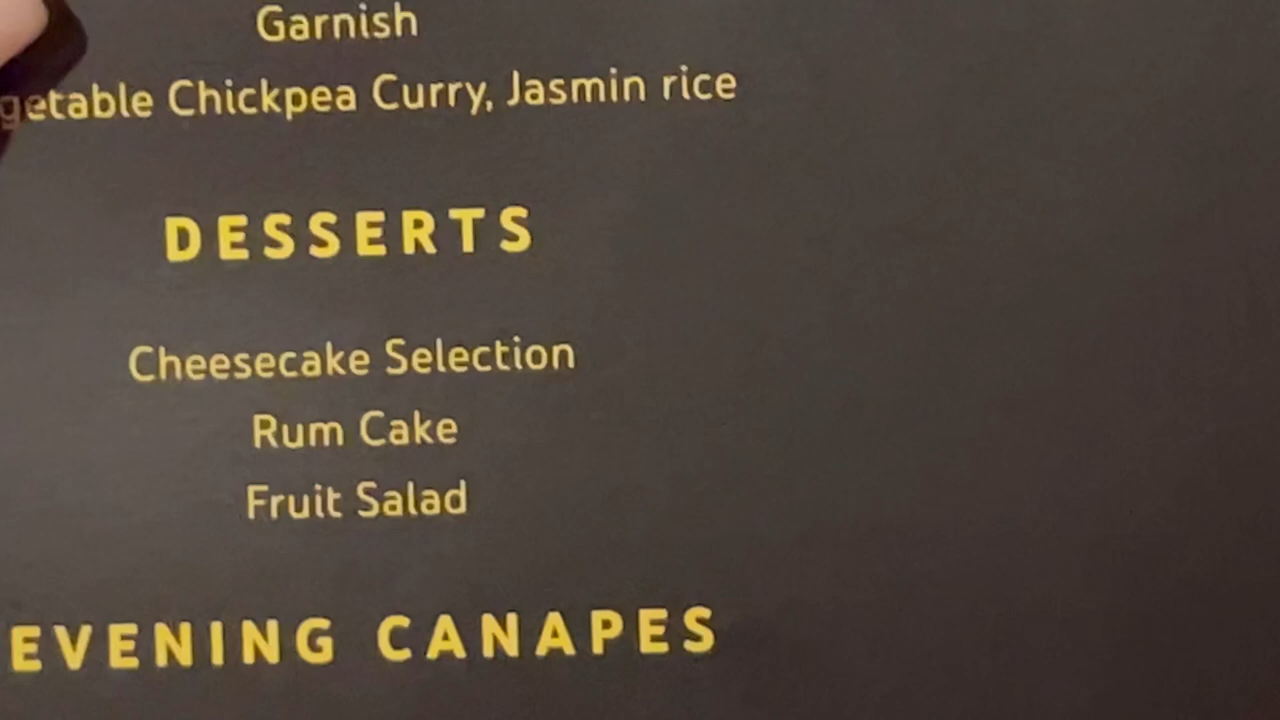 Garnish
getable Chickpea Curry, Jasmin rice
DESSERTS
Cheesecake Selection
Rum Cake
Fruit Salad
EVENING CANAPES